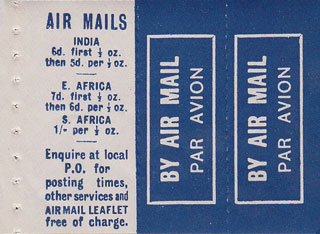 AIR MAILS
INDIA
6d. first ½ oz.
then 5d. per ½ oz.
E. AFRICA
7d. first ½ oz.
then 6d. per ½ oz.
S. AFRICA
1/- per ½ oz.
Enquire at local
P.O. for
posting times,
other services and
AIR MAIL LEAFLET
free of charge.
BY AIR MAIL
PAR AVION
BY AIR MAIL
PAR AVION